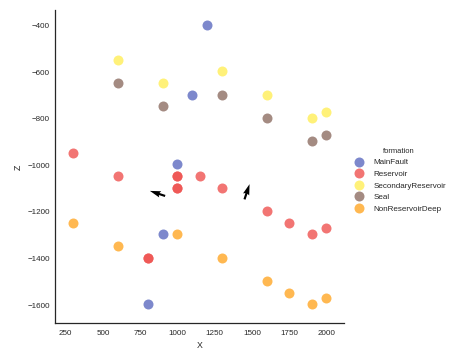 −400
−600
−800
−1000
−1200
−1400
−1600
Z
250
500
750
1000
1250
1500
1750
2000
X
formation
MainFault
Reservoir
SecondaryReservoir
Seal
NonReservoirDeep